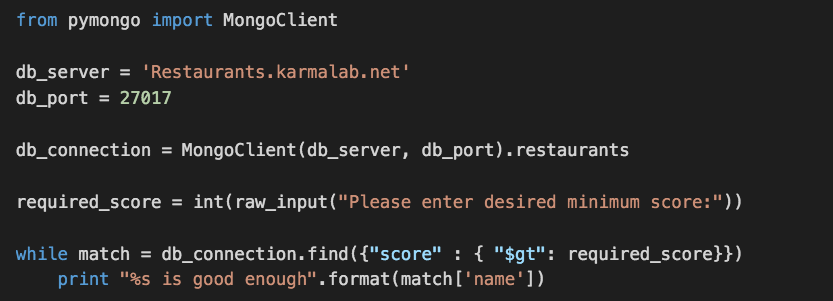 from pymongo import MongoClient
db_server = 'Restaurants.karmalab.net'
db_port = 27017
db_connection = MongoClient(db_server, db_port).restaurants
required_score = int(raw_input("Please enter desired minimum score:"))
while match = db_connection.find({"score" : { "$gt": required_score}})
    print "%s is good enough".format(match['name'])